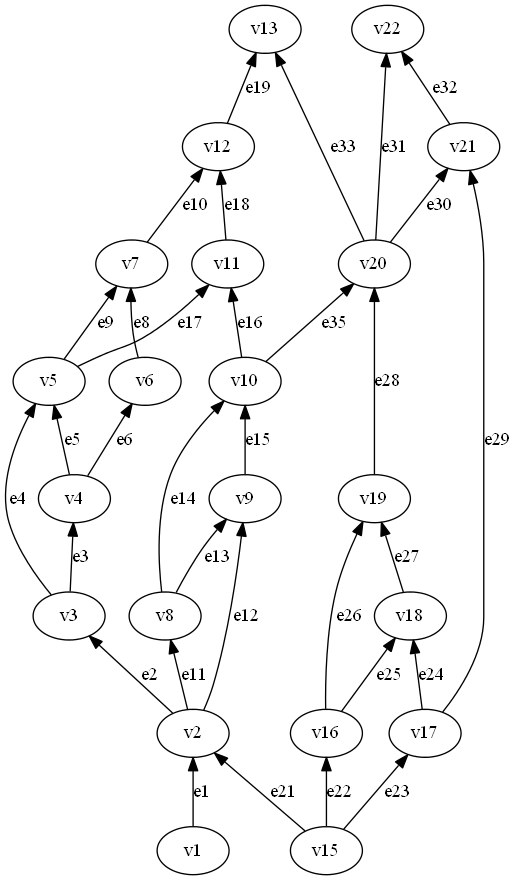 v13 v22
e19 e33 e31 e32
v12 v21
e10 e18 e30
v7 v11 v20
e9 e8 e17 e16 e35
v5 v6 v10 e28
e4 e5 e6 e15 e29
v4 v9 v19
e3 e14 e13 e27
v3 v8 e12 e26 v18
e2 e11 e25 e24
v2 v16 v17
e1 e21 e22 e23
v1 v15